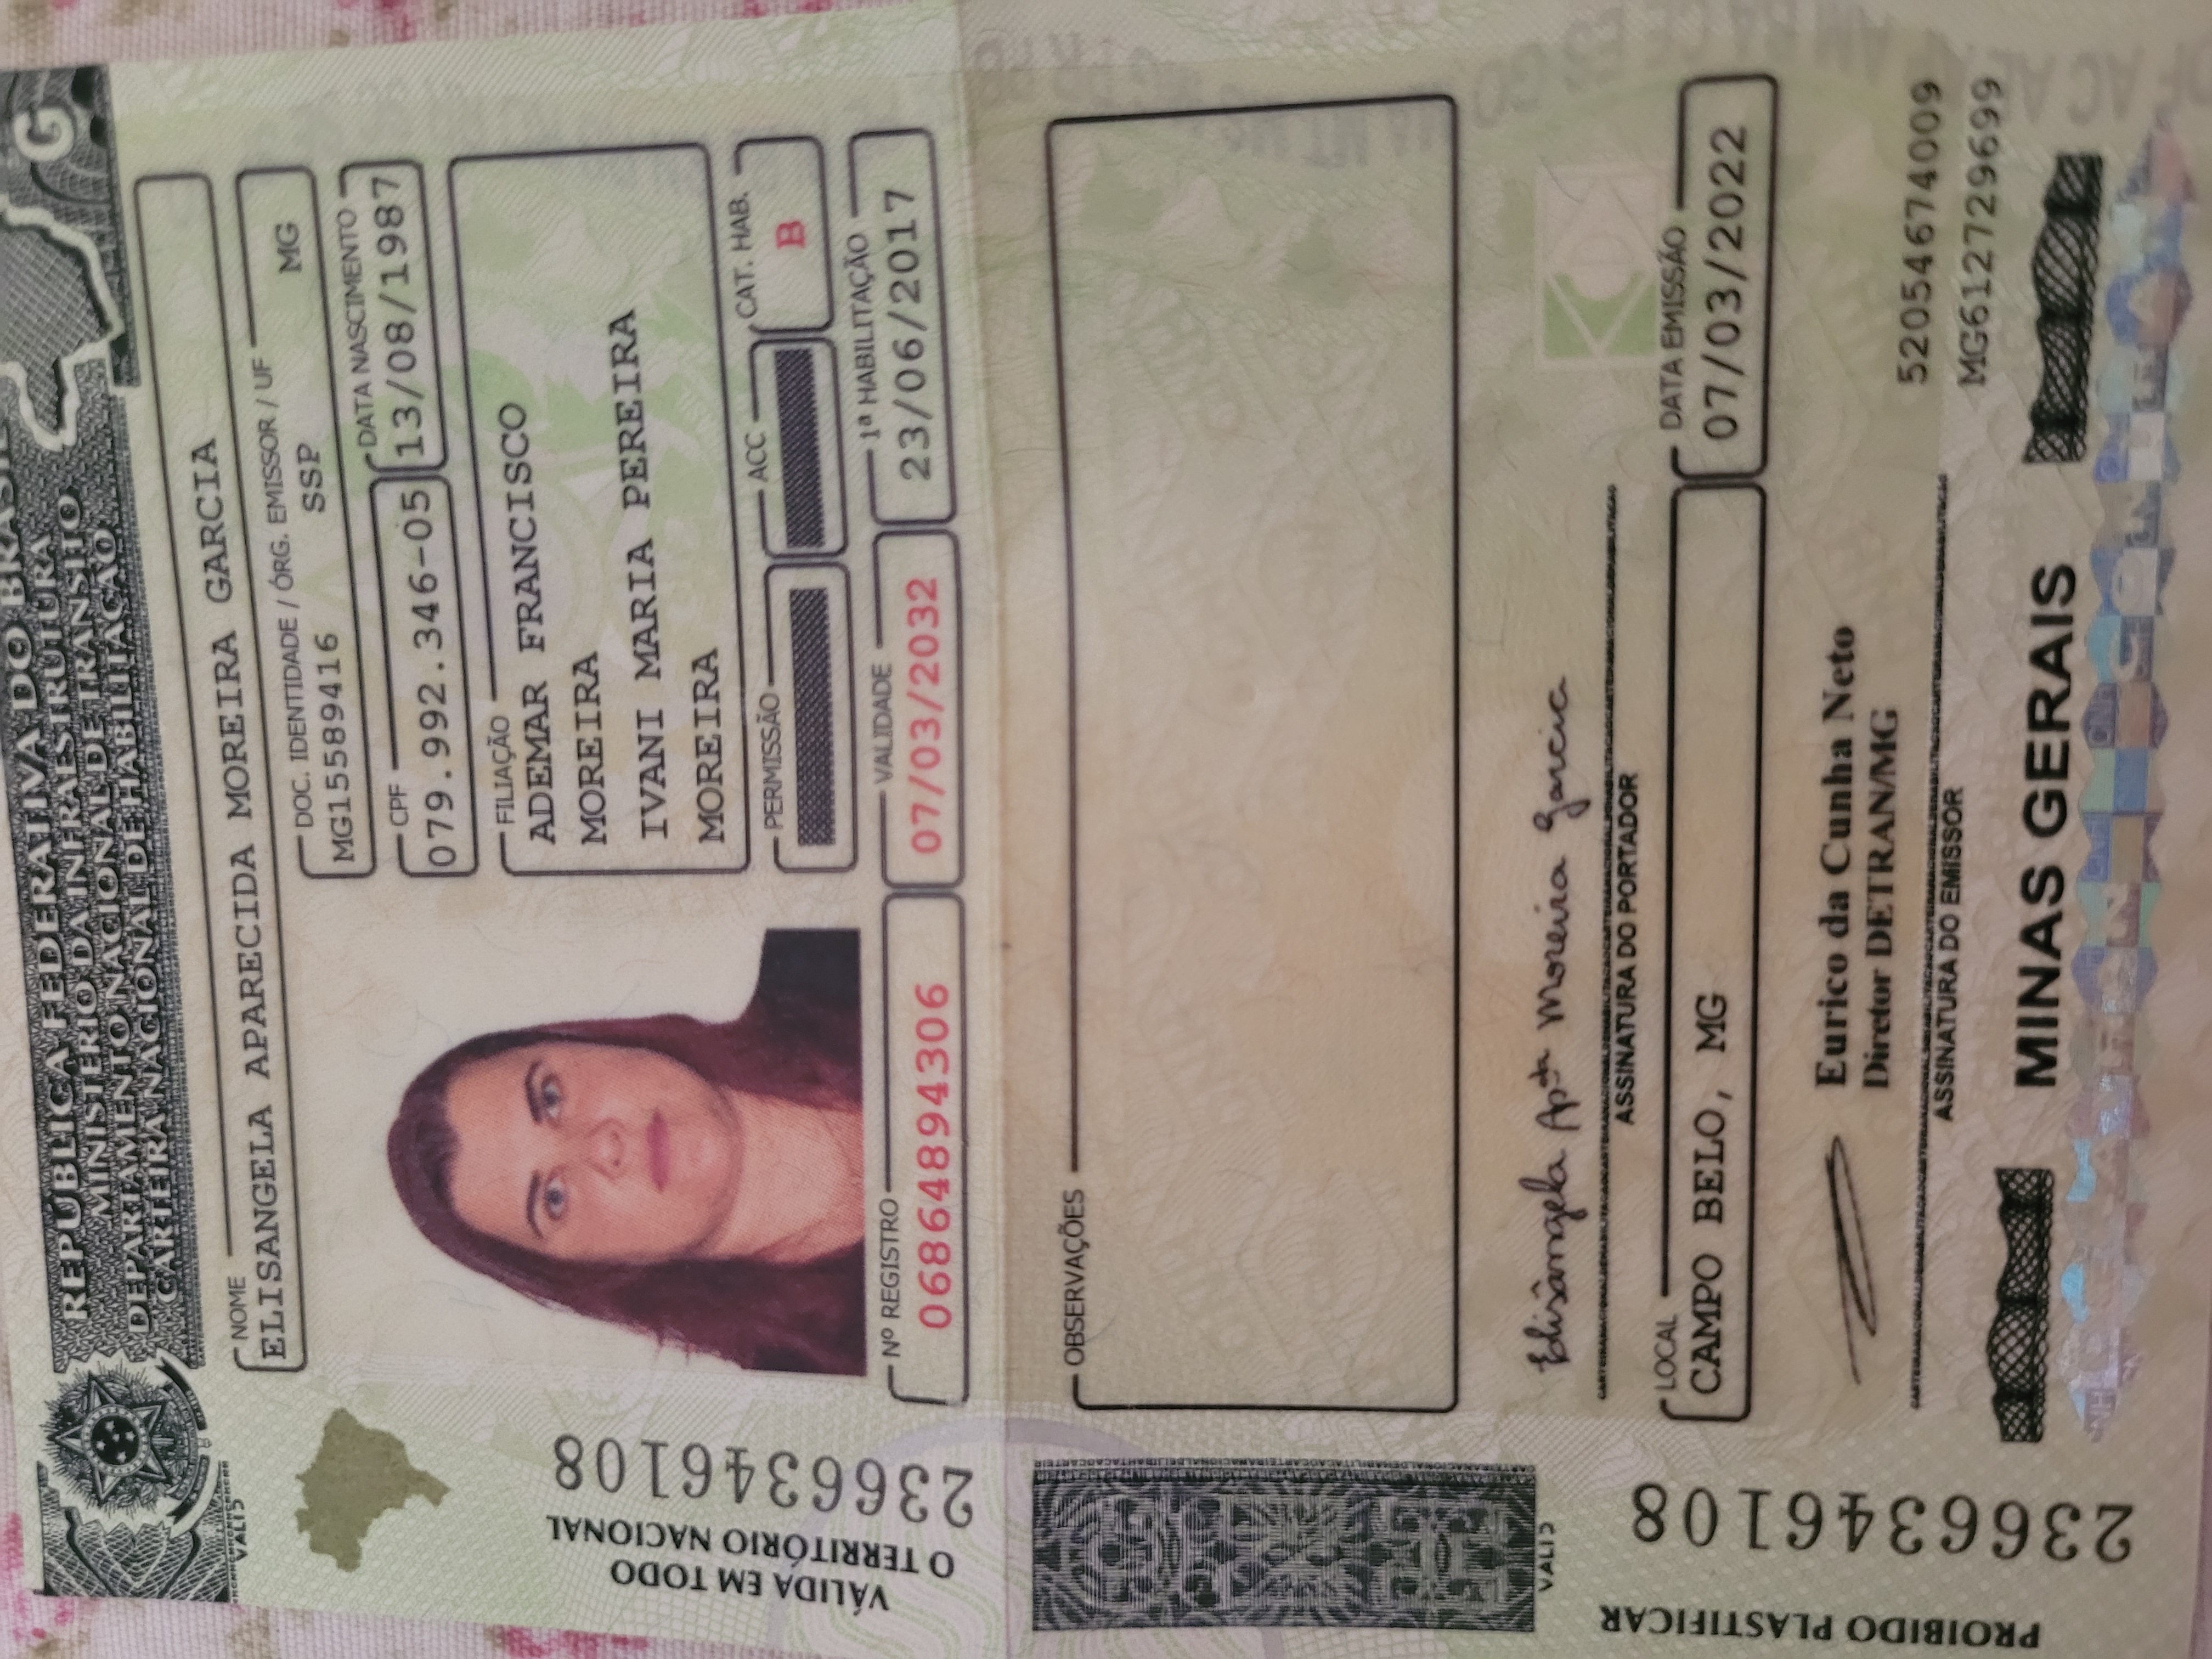 REPÚBLICA FEDERATIVA DO BRASIL
MINISTÉRIO DA INFRAESTRUTURA
DEPARTAMENTO NACIONAL DE TRÂNSITO
CARTEIRA NACIONAL DE HABILITAÇÃO
G
VALID
NOME
ELISANGELA APARECIDA MOREIRA GARCIA
DOC. IDENTIDADE / ÓRG. EMISSOR / UF
MG15589416 SSP MG
CPF
079.992.346-05
DATA NASCIMENTO
13/08/1987
FILIAÇÃO
ADEMAR FRANCISCO
MOREIRA
IVANI MARIA PEREIRA
MOREIRA
PERMISSÃO
ACC
CAT. HAB.
B
Nº REGISTRO
06864894306
VALIDADE
07/03/2032
1ª HABILITAÇÃO
23/06/2017
VÁLIDA EM TODO
O TERRITÓRIO NACIONAL
2366346108
OBSERVAÇÕES
VALID
Elisângela Apda Moreira Garcia
ASSINATURA DO PORTADOR
LOCAL
CAMPO BELO, MG
DATA EMISSÃO
07/03/2022
Eurico da Cunha Neto
Diretor DETRAN/MG
ASSINATURA DO EMISSOR
52054674009
MG612729699
PROIBIDO PLASTIFICAR
2366346108
MINAS GERAIS